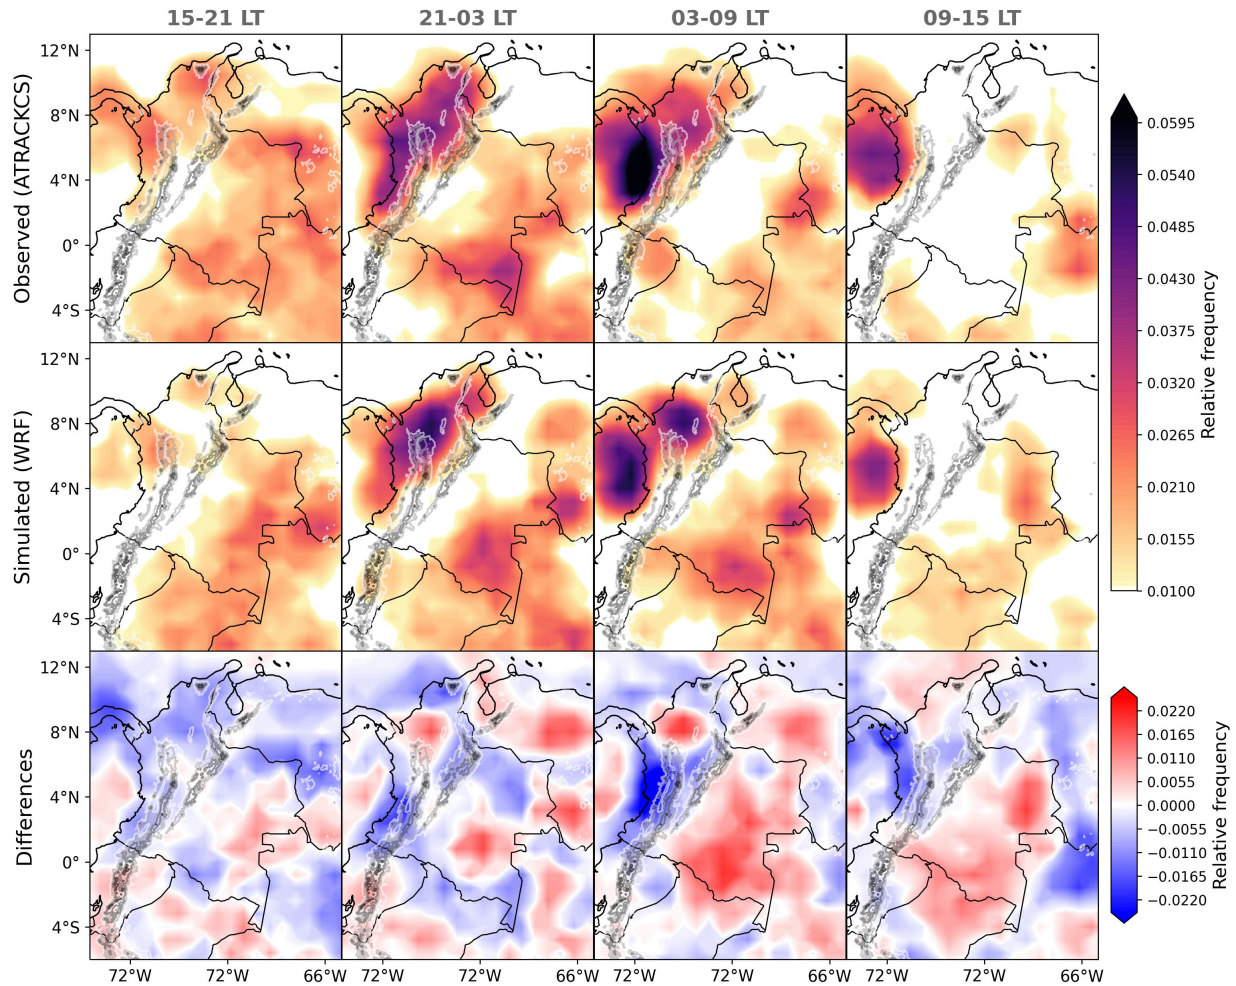 15-21 LT
21-03 LT
03-09 LT
09-15 LT
Observed (ATRACKCS)
12°N
8°N
4°N
0°
4°S
Simulated (WRF)
12°N
8°N
4°N
0°
4°S
Differences
12°N
8°N
4°N
0°
4°S
72°W
72°W
66°W
72°W
72°W
66°W
72°W
72°W
66°W
72°W
72°W
66°W
0.0595
0.0540
0.0485
0.0430
0.0375
0.0320
0.0265
0.0210
0.0155
0.0100
Relative frequency
0.0220
0.0165
0.0110
0.0055
0.0000
−0.0055
−0.0110
−0.0165
−0.0220
Relative frequency